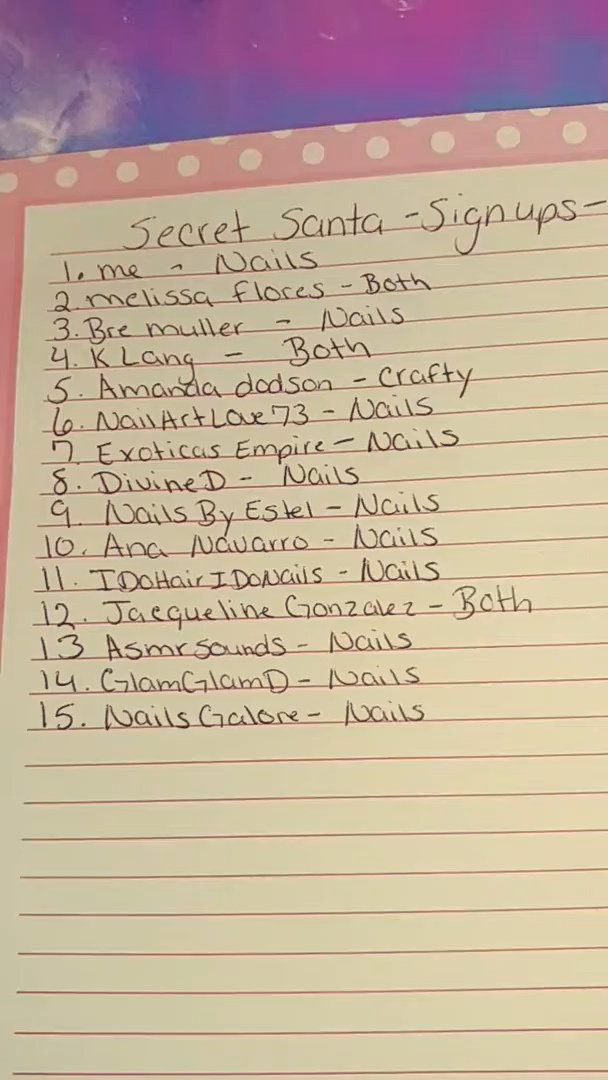 Secret Santa - Signups -
1. me - Nails
2 melissa flores - Both
3. Bre muller - Nails
4. K Lang - Both
5. Amanda dodson - Crafty
6. NailArtLove73 - Nails
7 Exoticas Empire - Nails
8. DivineD - Nails
9. Nails By Estel - Nails
10. Ana Navarro - Nails
11. IDoHairIDoNails - Nails
12. Jacqueline Gonzalez - Both
13 Asmrsounds - Nails
14. GlamGlamD - Nails
15. NailsGalore - Nails